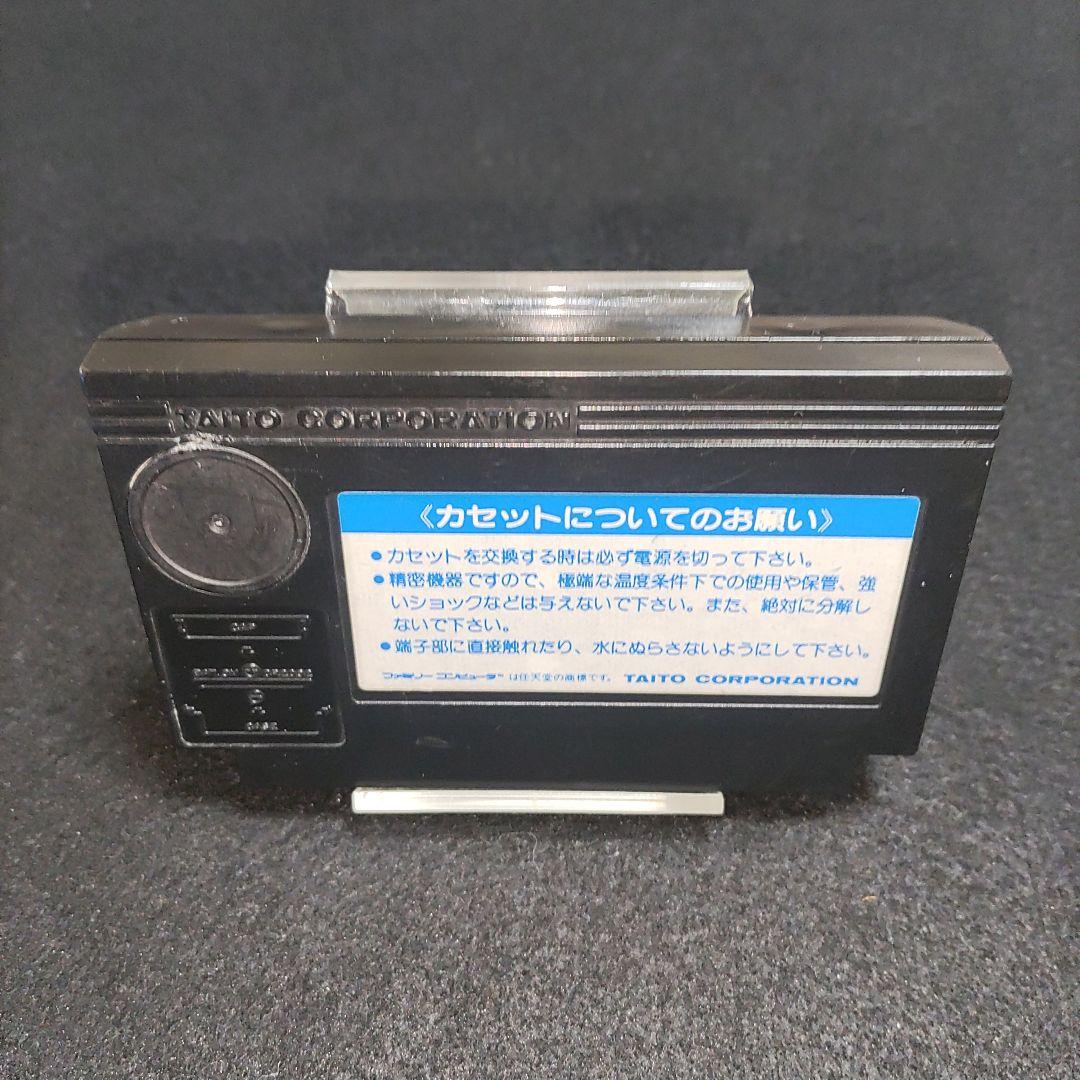 TAITO CORPORATION
《カセットについてのお願い》
●カセットを交換する時は必ず電源を切って下さい。
●精密機器ですので、極端な温度条件下での使用や保管、強
いショックなどは与えないで下さい。また、絶対に分解し
ないで下さい。
●端子部に直接触れたり、水にぬらさないようにして下さい。
ファミリーコンピュータ™は任天堂の商標です。 TAITO CORPORATION